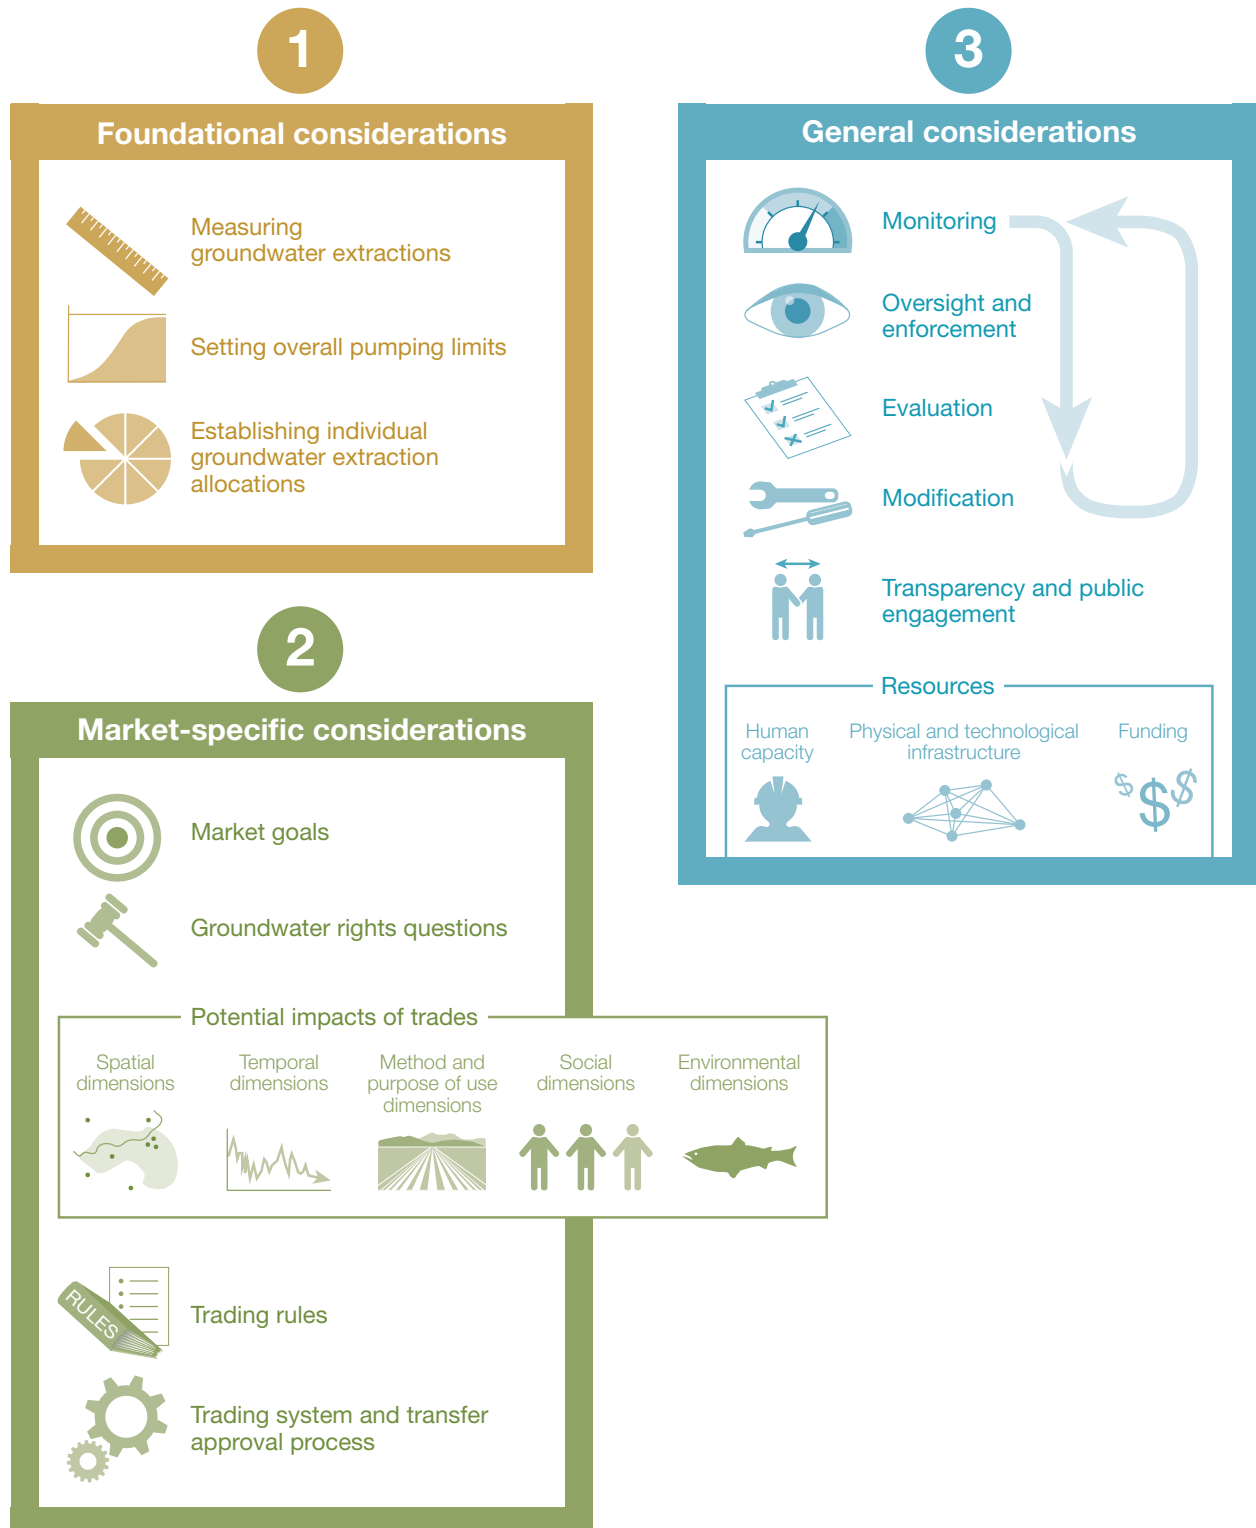 1
Foundational considerations
Measuring
groundwater extractions
Setting overall pumping limits
Establishing individual
groundwater extraction
allocations
2
Market-specific considerations
Market goals
Groundwater rights questions
Potential impacts of trades
Spatial
dimensions
Temporal
dimensions
Method and
purpose of use
dimensions
Social
dimensions
Environmental
dimensions
RULES
Trading rules
Trading system and transfer
approval process
3
General considerations
Monitoring
Oversight and
enforcement
Evaluation
Modification
Transparency and public
engagement
Resources
Human
capacity
Physical and technological
infrastructure
Funding
$ $ $